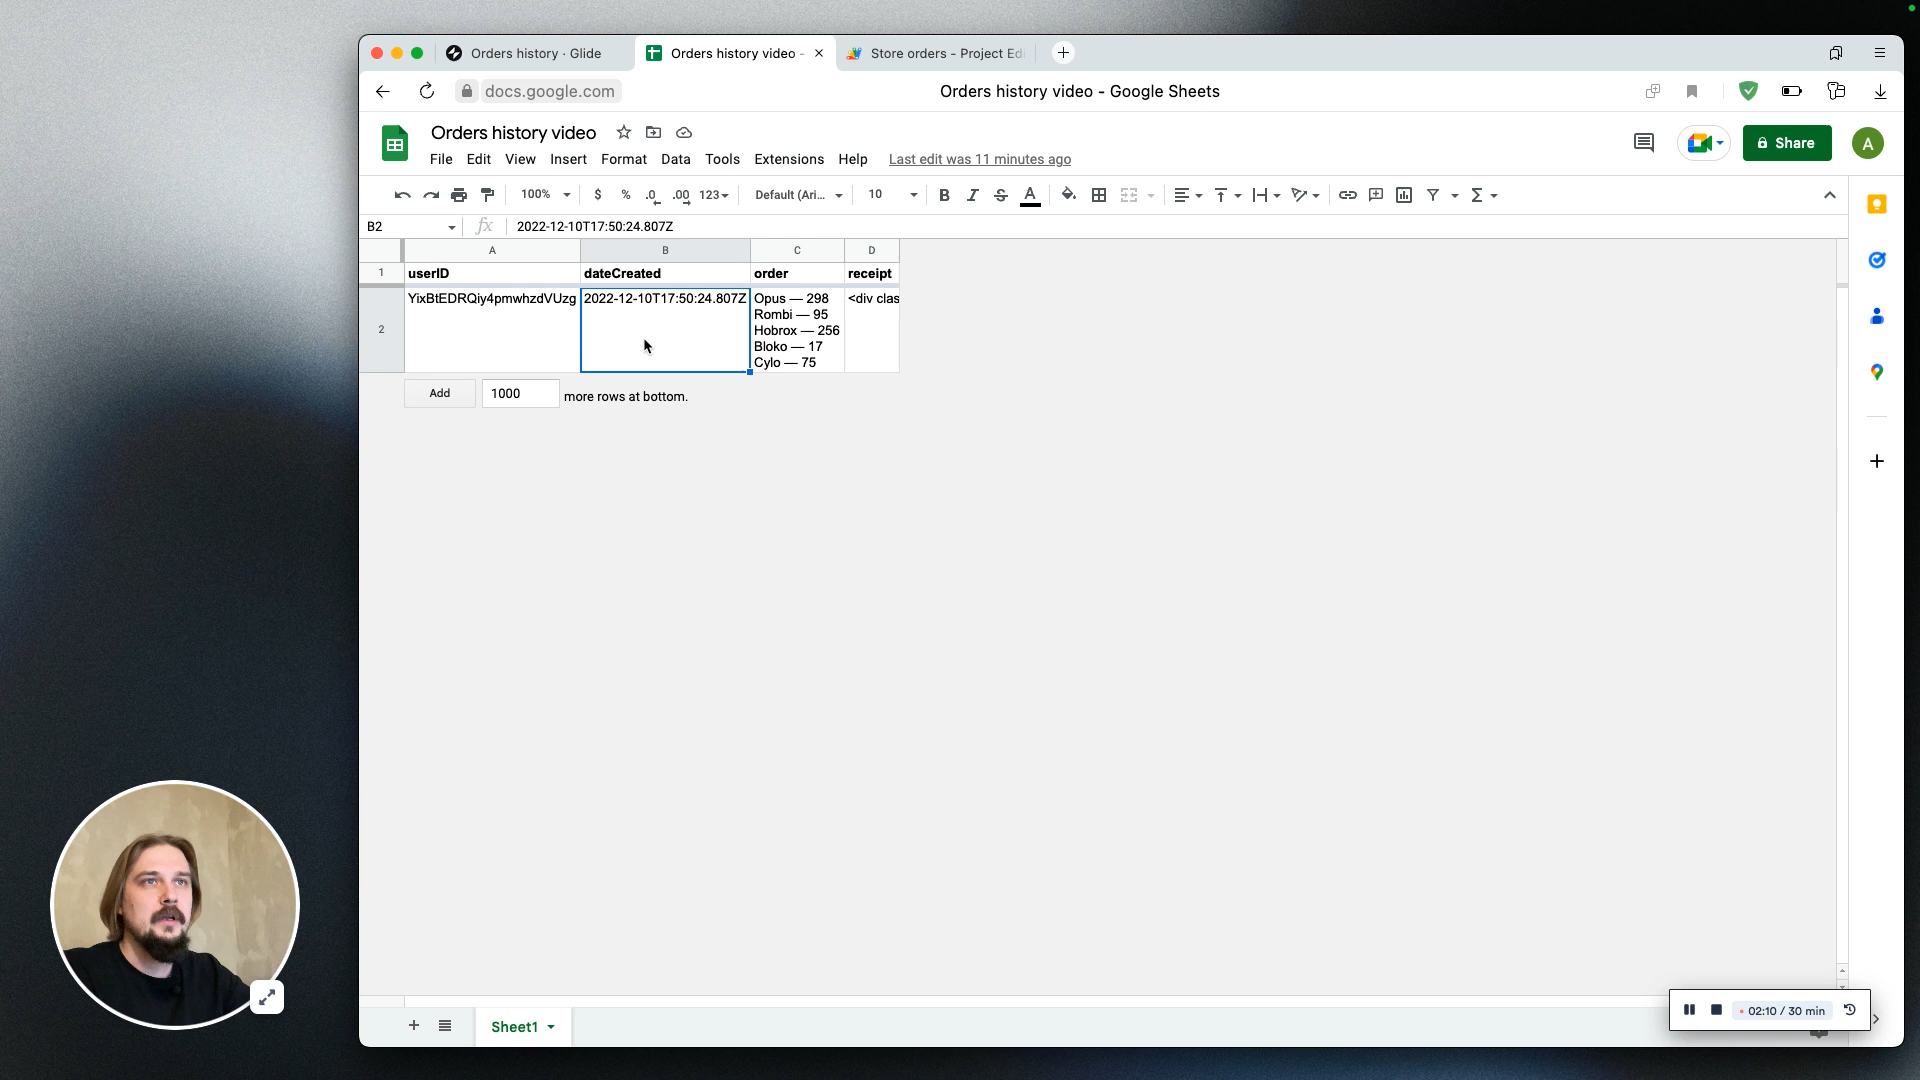 Orders history · Glide
Orders history video -
Store orders - Project Edi
docs.google.com
Orders history video - Google Sheets
Orders history video
File Edit View Insert Format Data Tools Extensions Help Last edit was 11 minutes ago
Share
A
100% $ % .0 .00 123 Default (Ari... 10 B I S A
B2 fx 2022-12-10T17:50:24.807Z
A B C D
1 userID dateCreated order receipt
2 YixBtEDRQiy4pmwhzdVUzg 2022-12-10T17:50:24.807Z Opus — 298 <div clas
Rombi — 95
Hobrox — 256
Bloko — 17
Cylo — 75
Add 1000 more rows at bottom.
Sheet1
02:10 / 30 min